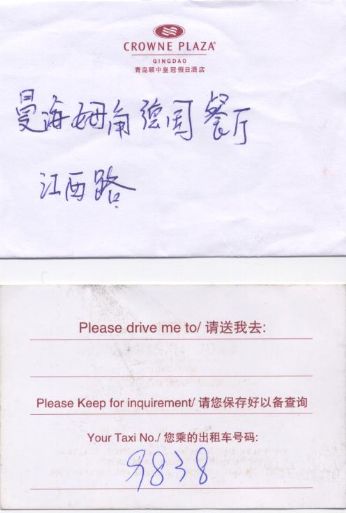 CROWNE PLAZA
QINGDAO
青岛颐中皇冠假日酒店
曼海姆南德国餐厅
江西路
Please drive me to/ 请送我去:
Please Keep for inquirement/ 请您保存好以备查询
Your Taxi No./ 您乘的出租车号码:
9838